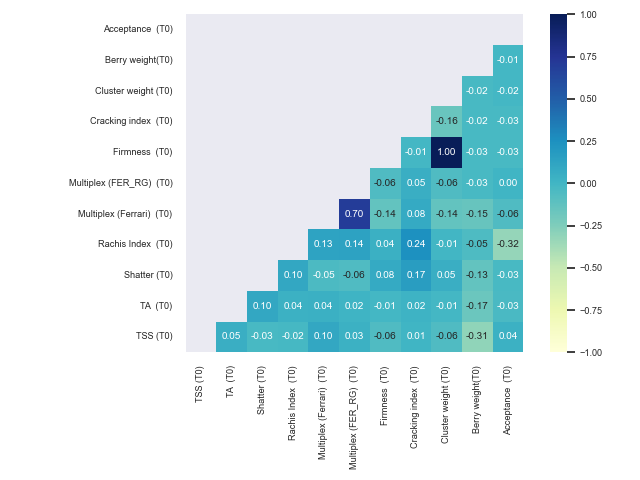 Acceptance (T0)
Berry weight(T0) -0.01
Cluster weight (T0) -0.02 -0.02
Cracking index (T0) -0.16 -0.02 -0.03
Firmness (T0) -0.01 1.00 -0.03 -0.03
Multiplex (FER_RG) (T0) -0.06 0.05 -0.06 -0.03 0.00
Multiplex (Ferrari) (T0) 0.70 -0.14 0.08 -0.14 -0.15 -0.06
Rachis Index (T0) 0.13 0.14 0.04 0.24 -0.01 -0.05 -0.32
Shatter (T0) 0.10 -0.05 -0.06 0.08 0.17 0.05 -0.13 -0.03
TA (T0) 0.10 0.04 0.04 0.02 -0.01 0.02 -0.01 -0.17 -0.03
TSS (T0) 0.05 -0.03 -0.02 0.10 0.03 -0.06 0.01 -0.06 -0.31 0.04
TSS (T0)
TA (T0)
Shatter (T0)
Rachis Index (T0)
Multiplex (Ferrari) (T0)
Multiplex (FER_RG) (T0)
Firmness (T0)
Cracking index (T0)
Cluster weight (T0)
Berry weight(T0)
Acceptance (T0)
1.00
0.75
0.50
0.25
0.00
−0.25
−0.50
−0.75
−1.00